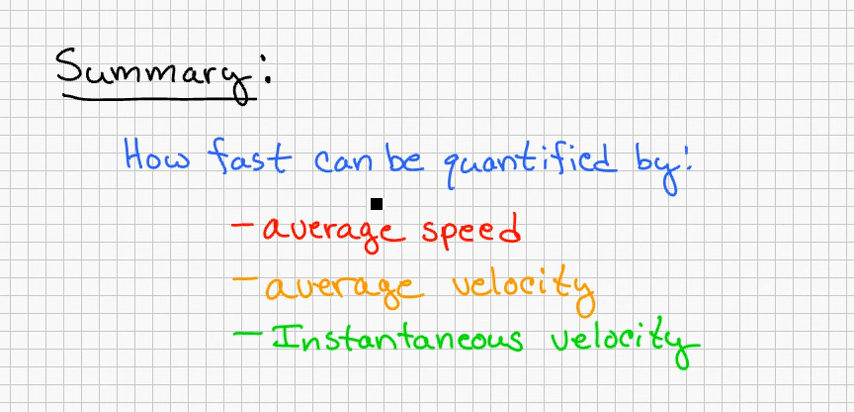 Summary:
How fast can be quantified by:
- average speed
- average velocity
- Instantaneous velocity